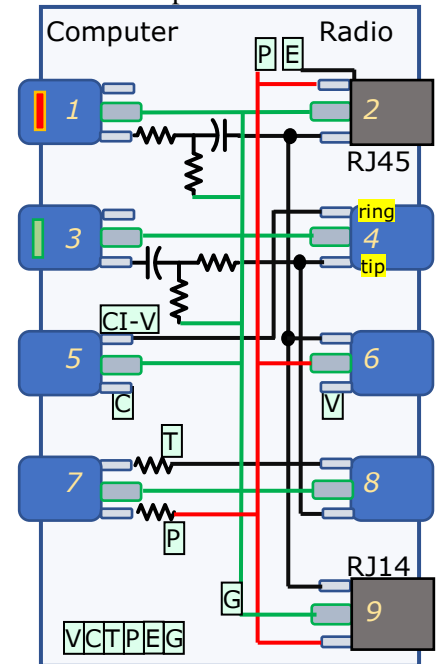 Computer Radio
P E
1 2
RJ45
ring
3 4
tip
CI-V
5 6
C V
T
7 8
P
RJ14
G
9
VCTPEG